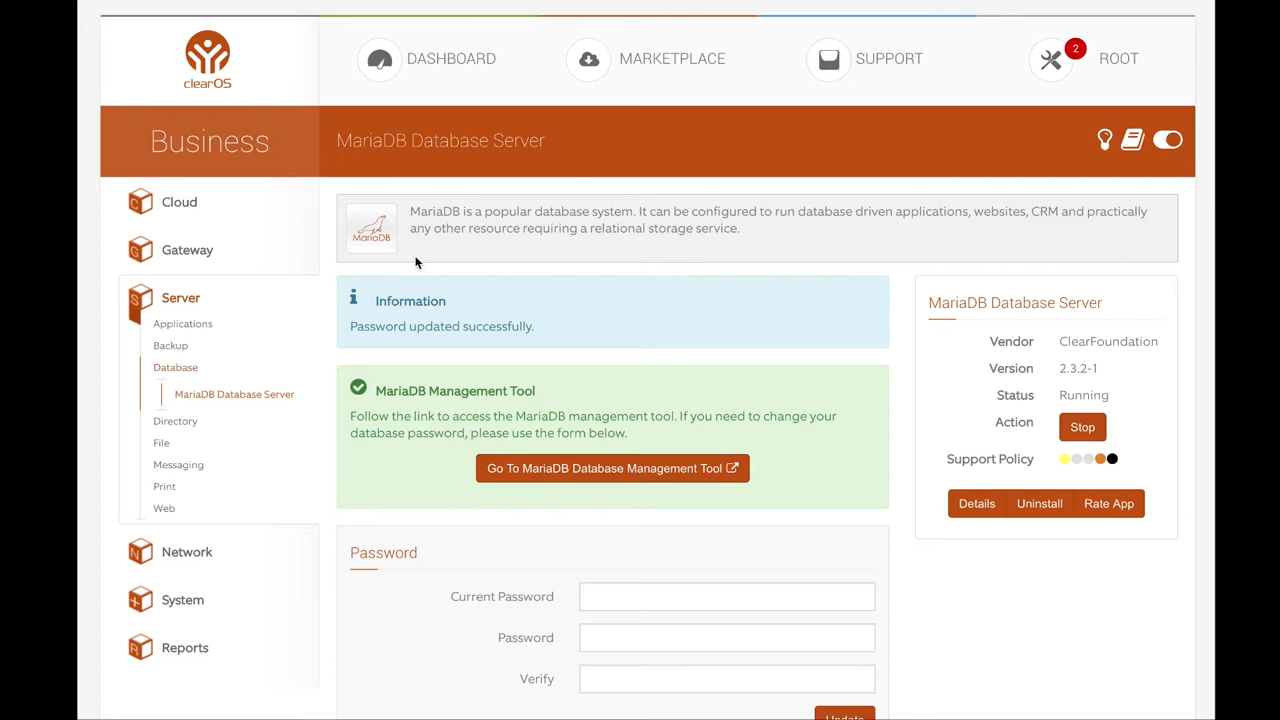 clearOS
DASHBOARD
MARKETPLACE
SUPPORT
2
ROOT
Business
MariaDB Database Server
Cloud
Gateway
Server
Applications
Backup
Database
MariaDB Database Server
Directory
File
Messaging
Print
Web
Network
System
Reports
MariaDB
MariaDB is a popular database system. It can be configured to run database driven applications, websites, CRM and practically
any other resource requiring a relational storage service.
Information
Password updated successfully.
MariaDB Management Tool
Follow the link to access the MariaDB management tool. If you need to change your
database password, please use the form below.
Go To MariaDB Database Management Tool
Password
Current Password
Password
Verify
Update
MariaDB Database Server
Vendor ClearFoundation
Version 2.3.2-1
Status Running
Action Stop
Support Policy
Details Uninstall Rate App